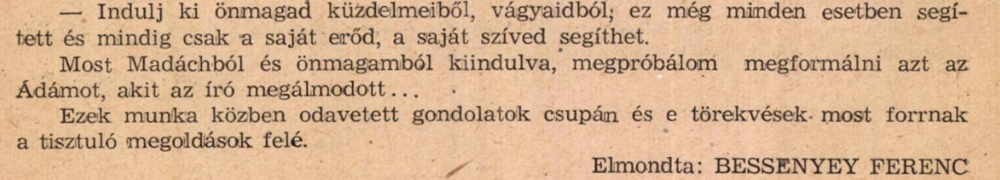 — Indulj ki önmagad küzdelmeiből, vágyaidból; ez még minden esetben segí-
tett és mindig csak a saját erőd, a saját szíved segíthet.
Most Madáchból és önmagamból kiindulva, megpróbálom megformálni azt az
Ádámot, akit az író megálmodott...
Ezek munka közben odavetett gondolatok csupán és e törekvések most forrnak
a tisztuló megoldások felé.
Elmondta: BESSENYEY FERENC